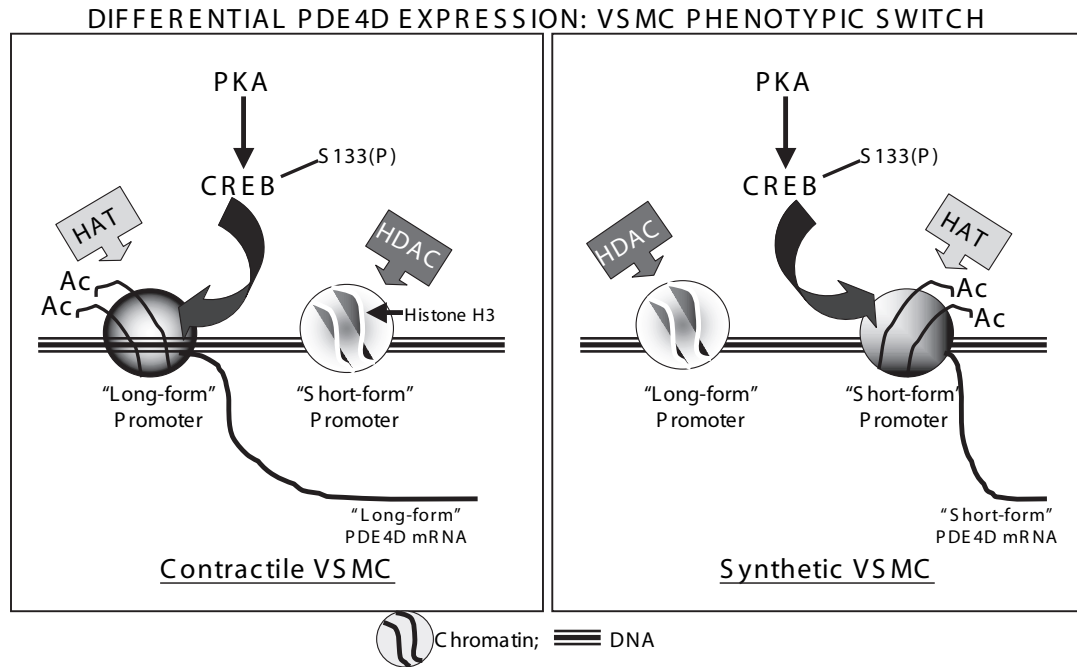 DIFFERENTIAL PDE4D EXPRESSION: VSMC PHENOTYPIC SWITCH
PKA
S133(P)
CREB
HAT
HDAC
Ac
Ac
Histone H3
“Long-form”
Promoter
“Short-form”
Promoter
“Long-form”
PDE4D mRNA
Contractile VSMC
PKA
S133(P)
CREB
HDAC
HAT
Ac
Ac
“Long-form”
Promoter
“Short-form”
Promoter
“Short-form”
PDE4D mRNA
Synthetic VSMC
Chromatin; DNA